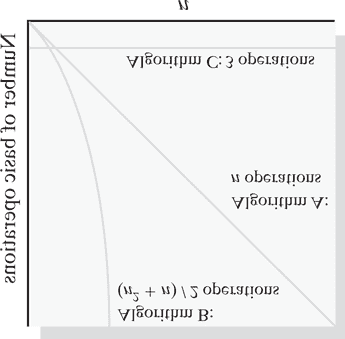 Number of basic operations
Algorithm B:
(n² + n) / 2 operations
Algorithm A:
n operations
Algorithm C: 3 operations
n